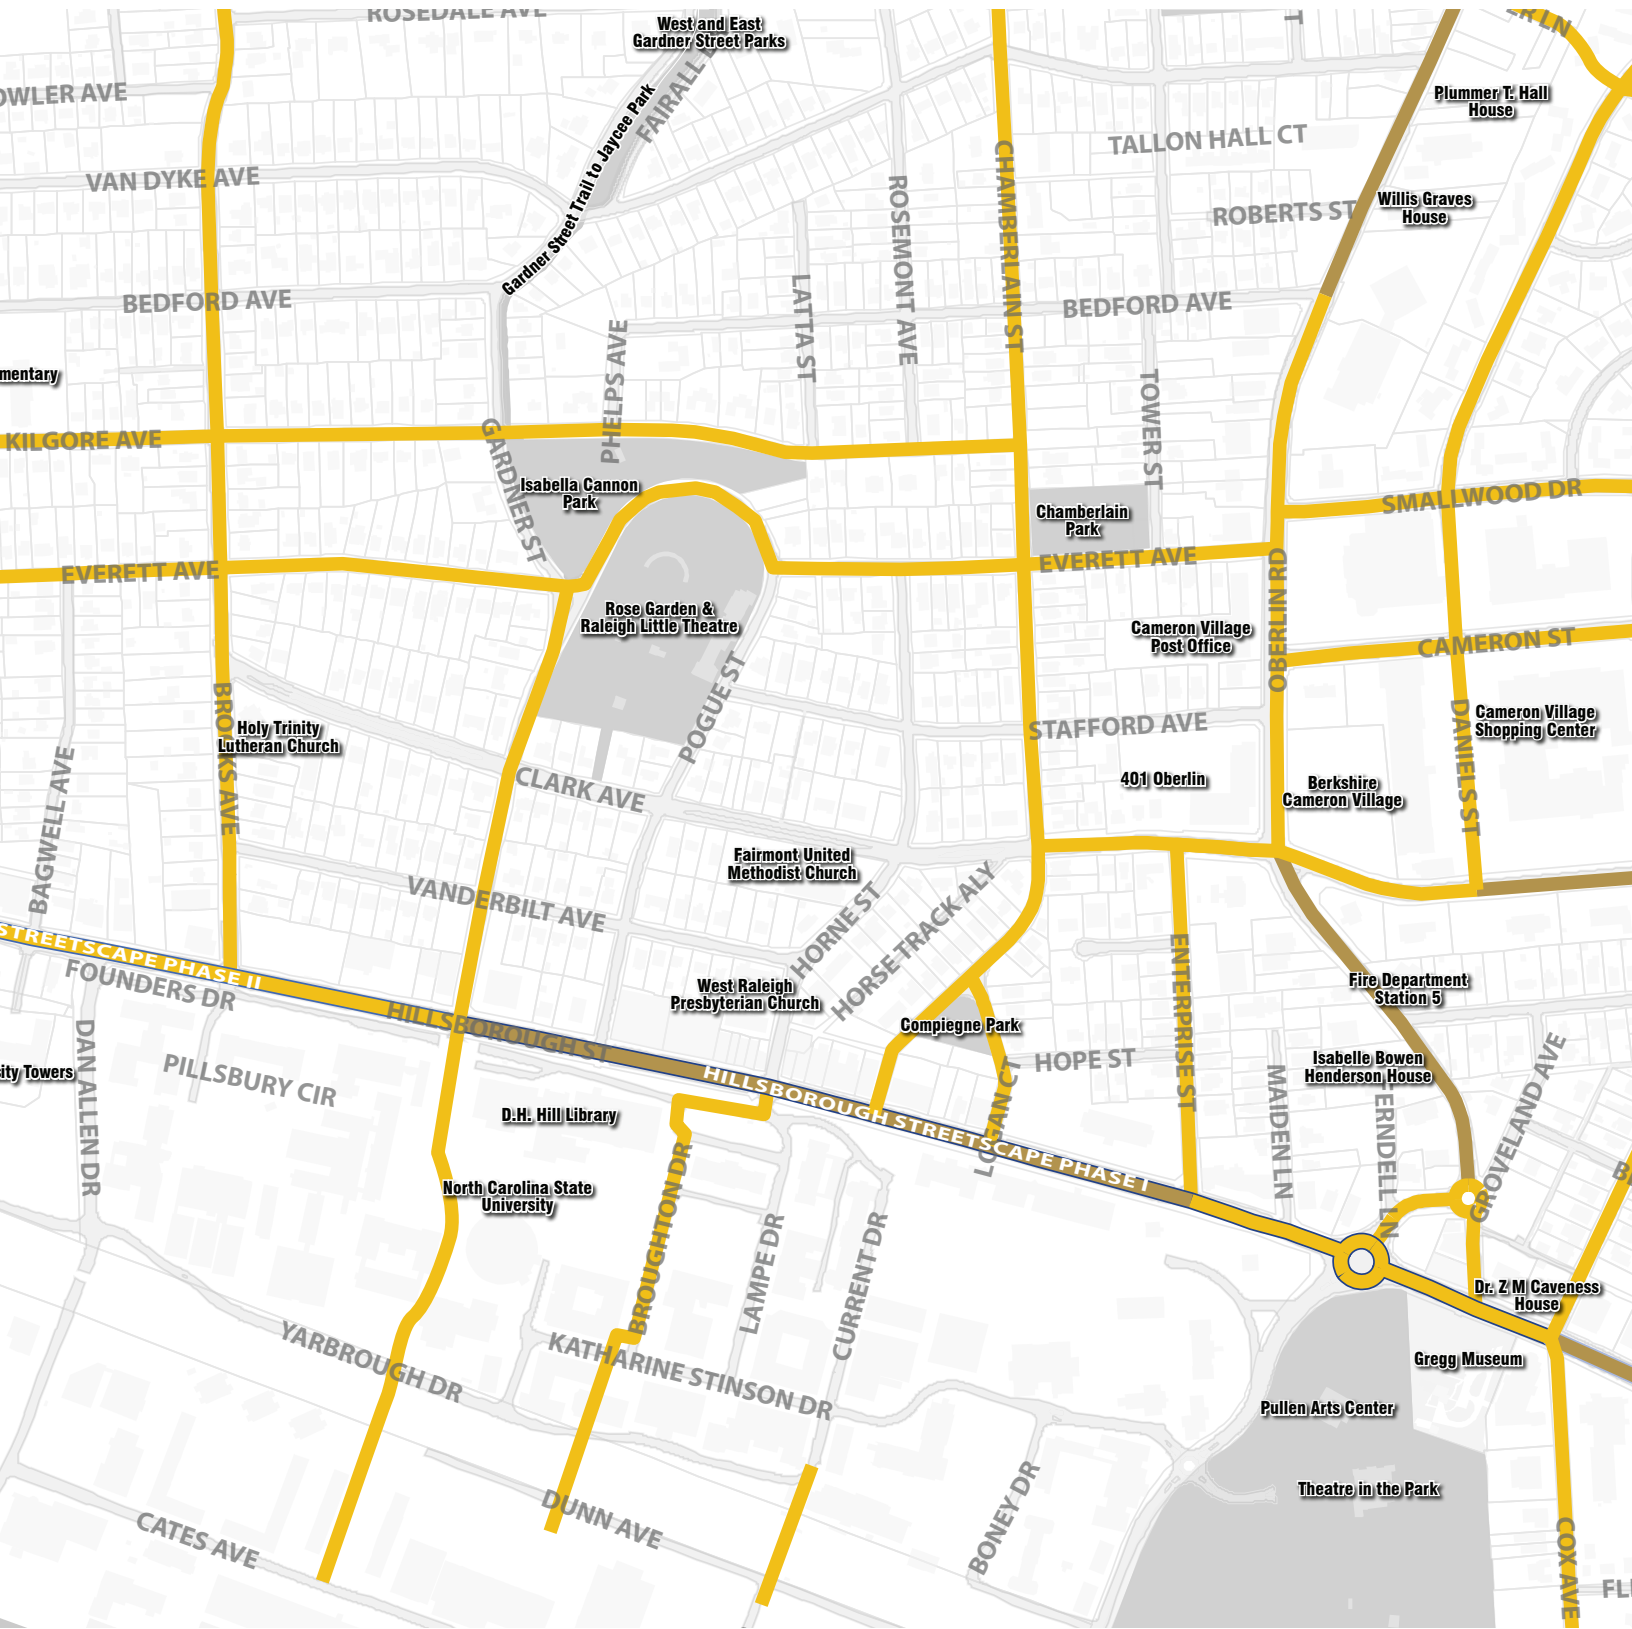 ROSEDALE AVE
West and East
Gardner Street Parks
OWLER AVE
FAIRALL
Gardner Street Trail to Jaycee Park
Plummer T. Hall
House
TALLON HALL CT
VAN DYKE AVE
CHAMBERLAIN ST
ROSEMONT AVE
Willis Graves
House
ROBERTS ST
BEDFORD AVE
BEDFORD AVE
LATTA ST
PHELPS AVE
mentary
TOWER ST
KILGORE AVE
GARDNER ST
Isabella Cannon
Park
SMALLWOOD DR
Chamberlain
Park
EVERETT AVE
EVERETT AVE
OBERLIN RD
Rose Garden &
Raleigh Little Theatre
Cameron Village
Post Office
CAMERON ST
POGUE ST
BROOKS AVE
Holy Trinity
Lutheran Church
STAFFORD AVE
DANIELS ST
Cameron Village
Shopping Center
BAGWELL AVE
CLARK AVE
401 Oberlin
Berkshire
Cameron Village
Fairmont United
Methodist Church
VANDERBILT AVE
HORNE ST
HORSE TRACK ALY
STREETSCAPE PHASE II
FOUNDERS DR
West Raleigh
Presbyterian Church
ENTERPRISE ST
Fire Department
Station 5
HILLSBOROUGH ST
Compiegne Park
HOPE ST
DAN ALLEN DR
sity Towers
PILLSBURY CIR
HILLSBOROUGH STREETSCAPE PHASE I
LOGAN CT
MAIDEN LN
Isabelle Bowen
Henderson House
FERNDELL LN
GROVELAND AVE
D.H. Hill Library
North Carolina State
University
BROUGHTON DR
LAMPE DR
CURRENT DR
Dr. Z M Caveness
House
YARBROUGH DR
KATHARINE STINSON DR
Gregg Museum
Pullen Arts Center
Theatre in the Park
CATES AVE
DUNN AVE
BONEY DR
COX AVE